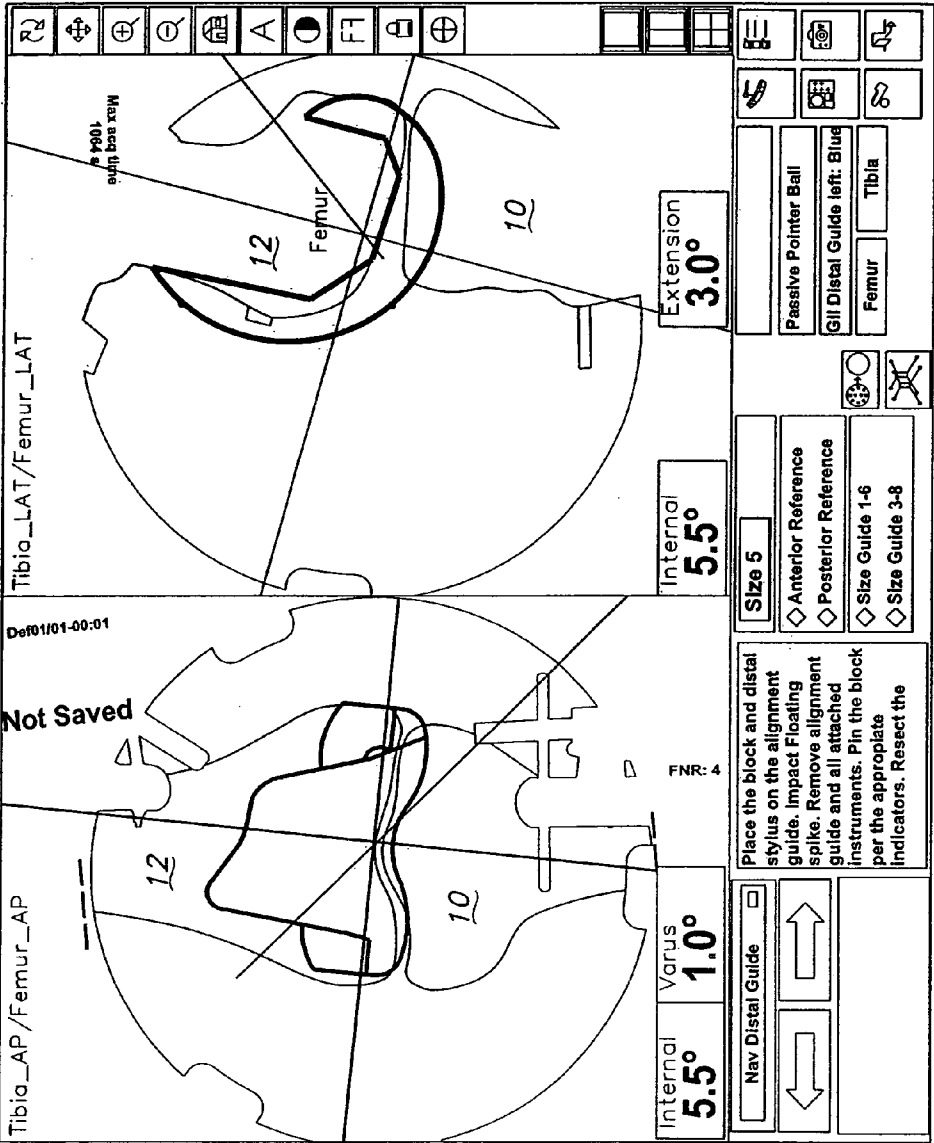 Tibia_AP/Femur_AP
Not Saved
Def01/01-00:01
12
10
FNR: 4
Internal
5.5°
Varus
1.0°
Tibia_LAT/Femur_LAT
Max acq time
1064 s
12
Femur
10
Internal
5.5°
Extension
3.0°
A
Nav Distal Guide
Place the block and distal
stylus on the alignment
guide. Impact Floating
spike. Remove alignment
guide and all attached
instruments. Pin the block
per the appropiate
indicators. Resect the
Size 5
Anterior Reference
Posterior Reference
Size Guide 1-6
Size Guide 3-8
Passive Pointer Ball
GII Distal Guide left: Blue
Femur
Tibia